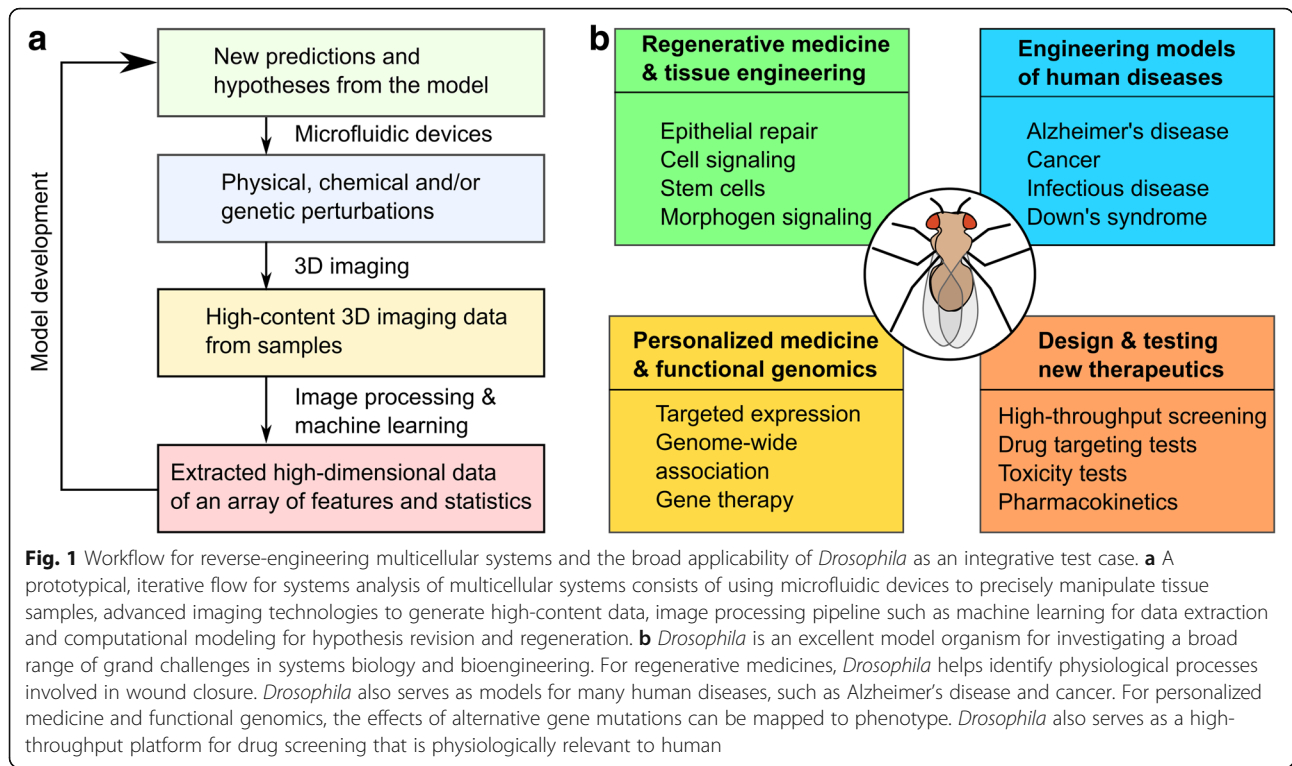 a
New predictions and
hypotheses from the model
Microfluidic devices
Physical, chemical and/or
genetic perturbations
3D imaging
High-content 3D imaging data
from samples
Image processing &
machine learning
Extracted high-dimensional data
of an array of features and statistics
Model development
b
Regenerative medicine
& tissue engineering
Epithelial repair
Cell signaling
Stem cells
Morphogen signaling
Engineering models
of human diseases
Alzheimer's disease
Cancer
Infectious disease
Down's syndrome
Personalized medicine
& functional genomics
Targeted expression
Genome-wide
association
Gene therapy
Design & testing
new therapeutics
High-throughput screening
Drug targeting tests
Toxicity tests
Pharmacokinetics
Fig. 1 Workflow for reverse-engineering multicellular systems and the broad applicability of Drosophila as an integrative test case. a A
prototypical, iterative flow for systems analysis of multicellular systems consists of using microfluidic devices to precisely manipulate tissue
samples, advanced imaging technologies to generate high-content data, image processing pipeline such as machine learning for data extraction
and computational modeling for hypothesis revision and regeneration. b Drosophila is an excellent model organism for investigating a broad
range of grand challenges in systems biology and bioengineering. For regenerative medicines, Drosophila helps identify physiological processes
involved in wound closure. Drosophila also serves as models for many human diseases, such as Alzheimer's disease and cancer. For personalized
medicine and functional genomics, the effects of alternative gene mutations can be mapped to phenotype. Drosophila also serves as a high-
throughput platform for drug screening that is physiologically relevant to human